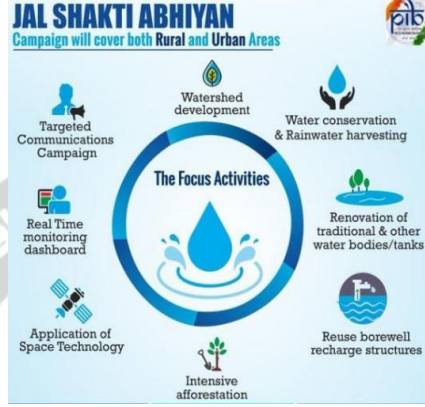 JAL SHAKTI ABHIYAN
Campaign will cover both Rural and Urban Areas
pib
Watershed
development
Water conservation
& Rainwater harvesting
Targeted
Communications
Campaign
The Focus Activities
Real Time
monitoring
dashboard
Renovation of
traditional & other
water bodies/tanks
Application of
Space Technology
Reuse borewell
recharge structures
Intensive
afforestation